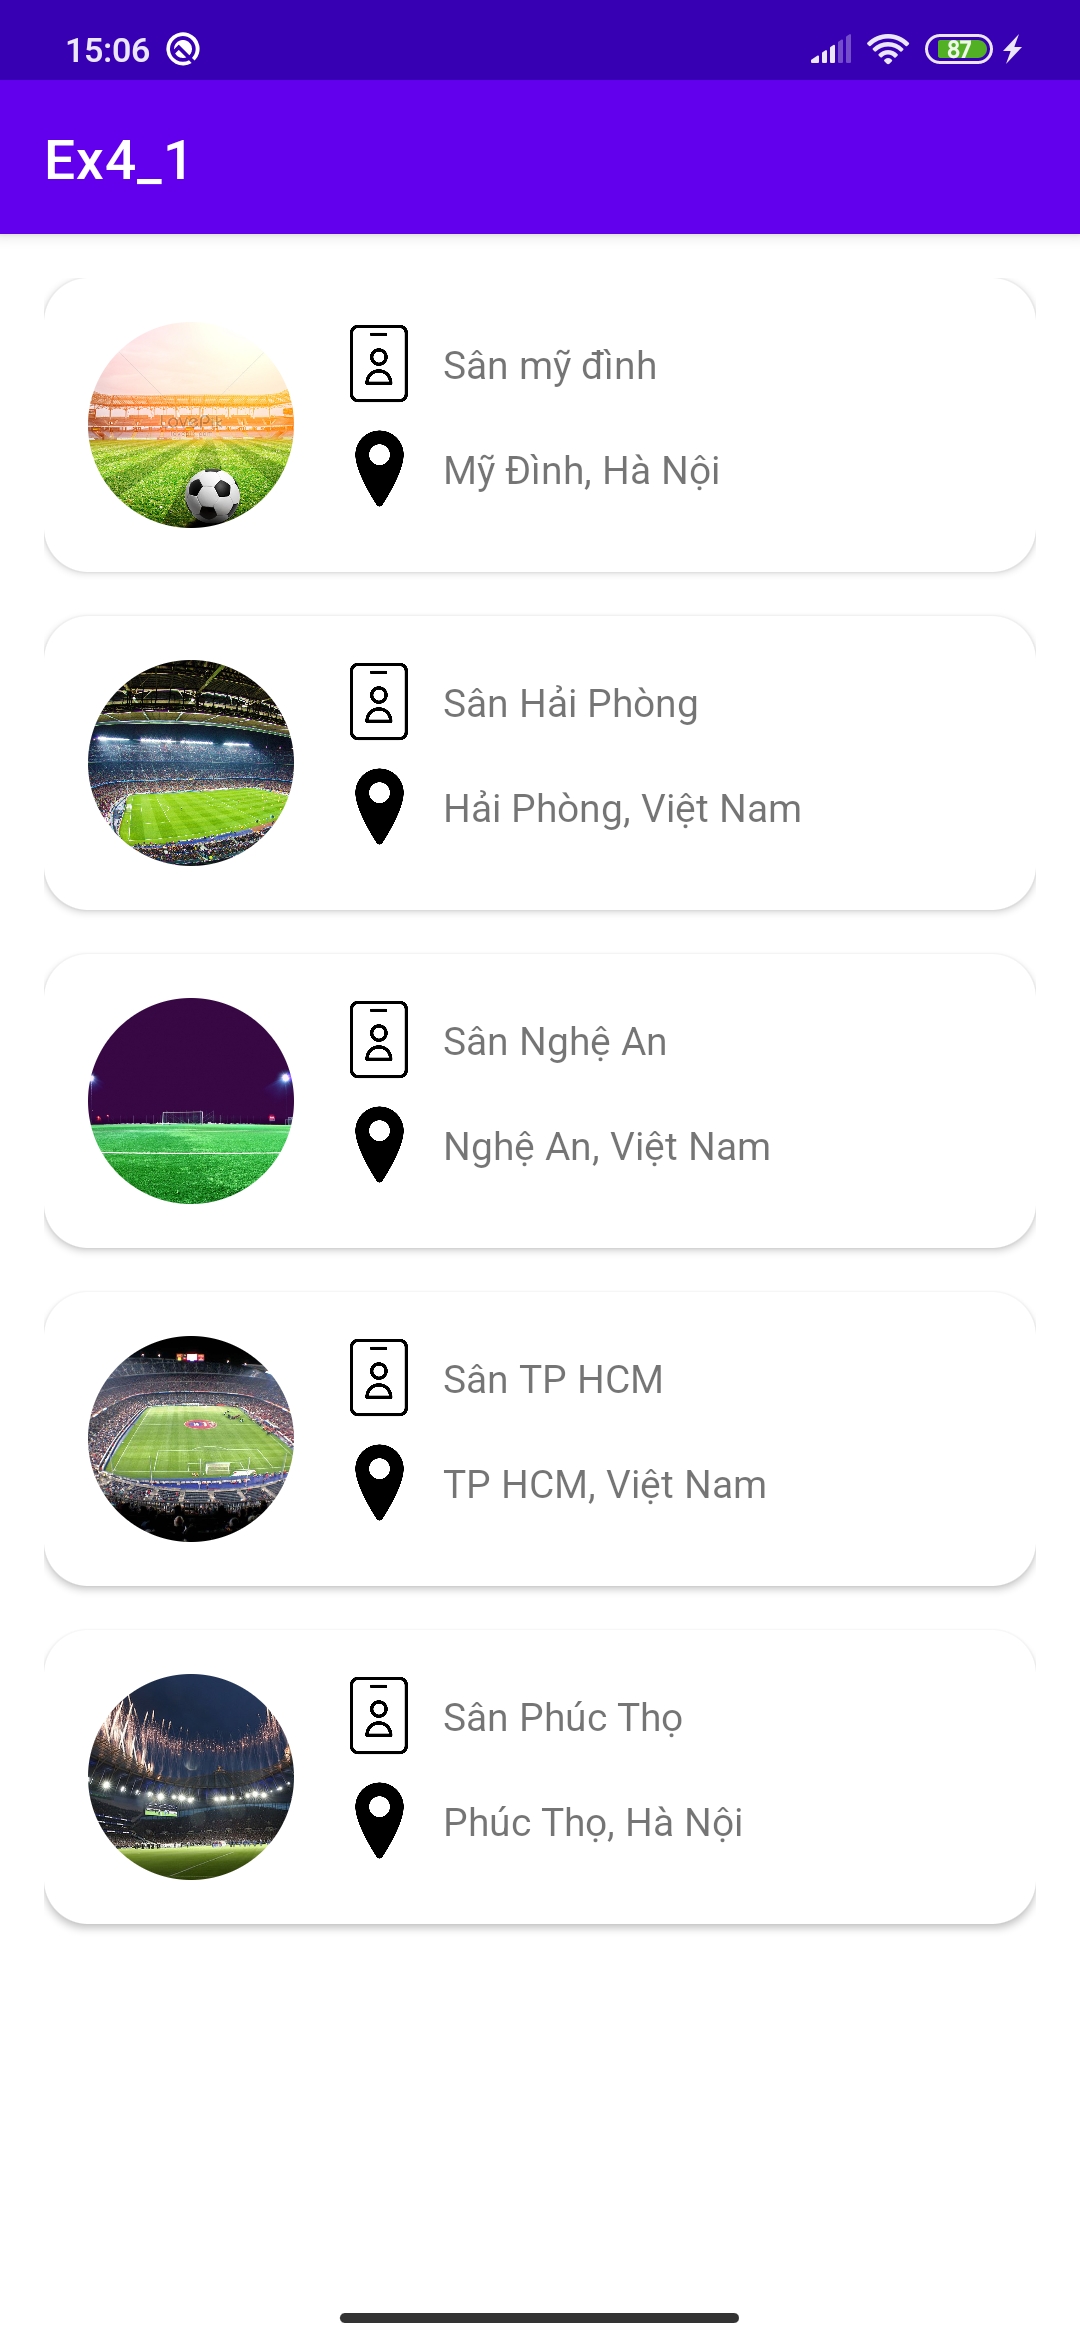 15:06
87
Ex4_1
Sân mỹ đình
Mỹ Đình, Hà Nội
Sân Hải Phòng
Hải Phòng, Việt Nam
Sân Nghệ An
Nghệ An, Việt Nam
Sân TP HCM
TP HCM, Việt Nam
Sân Phúc Thọ
Phúc Thọ, Hà Nội